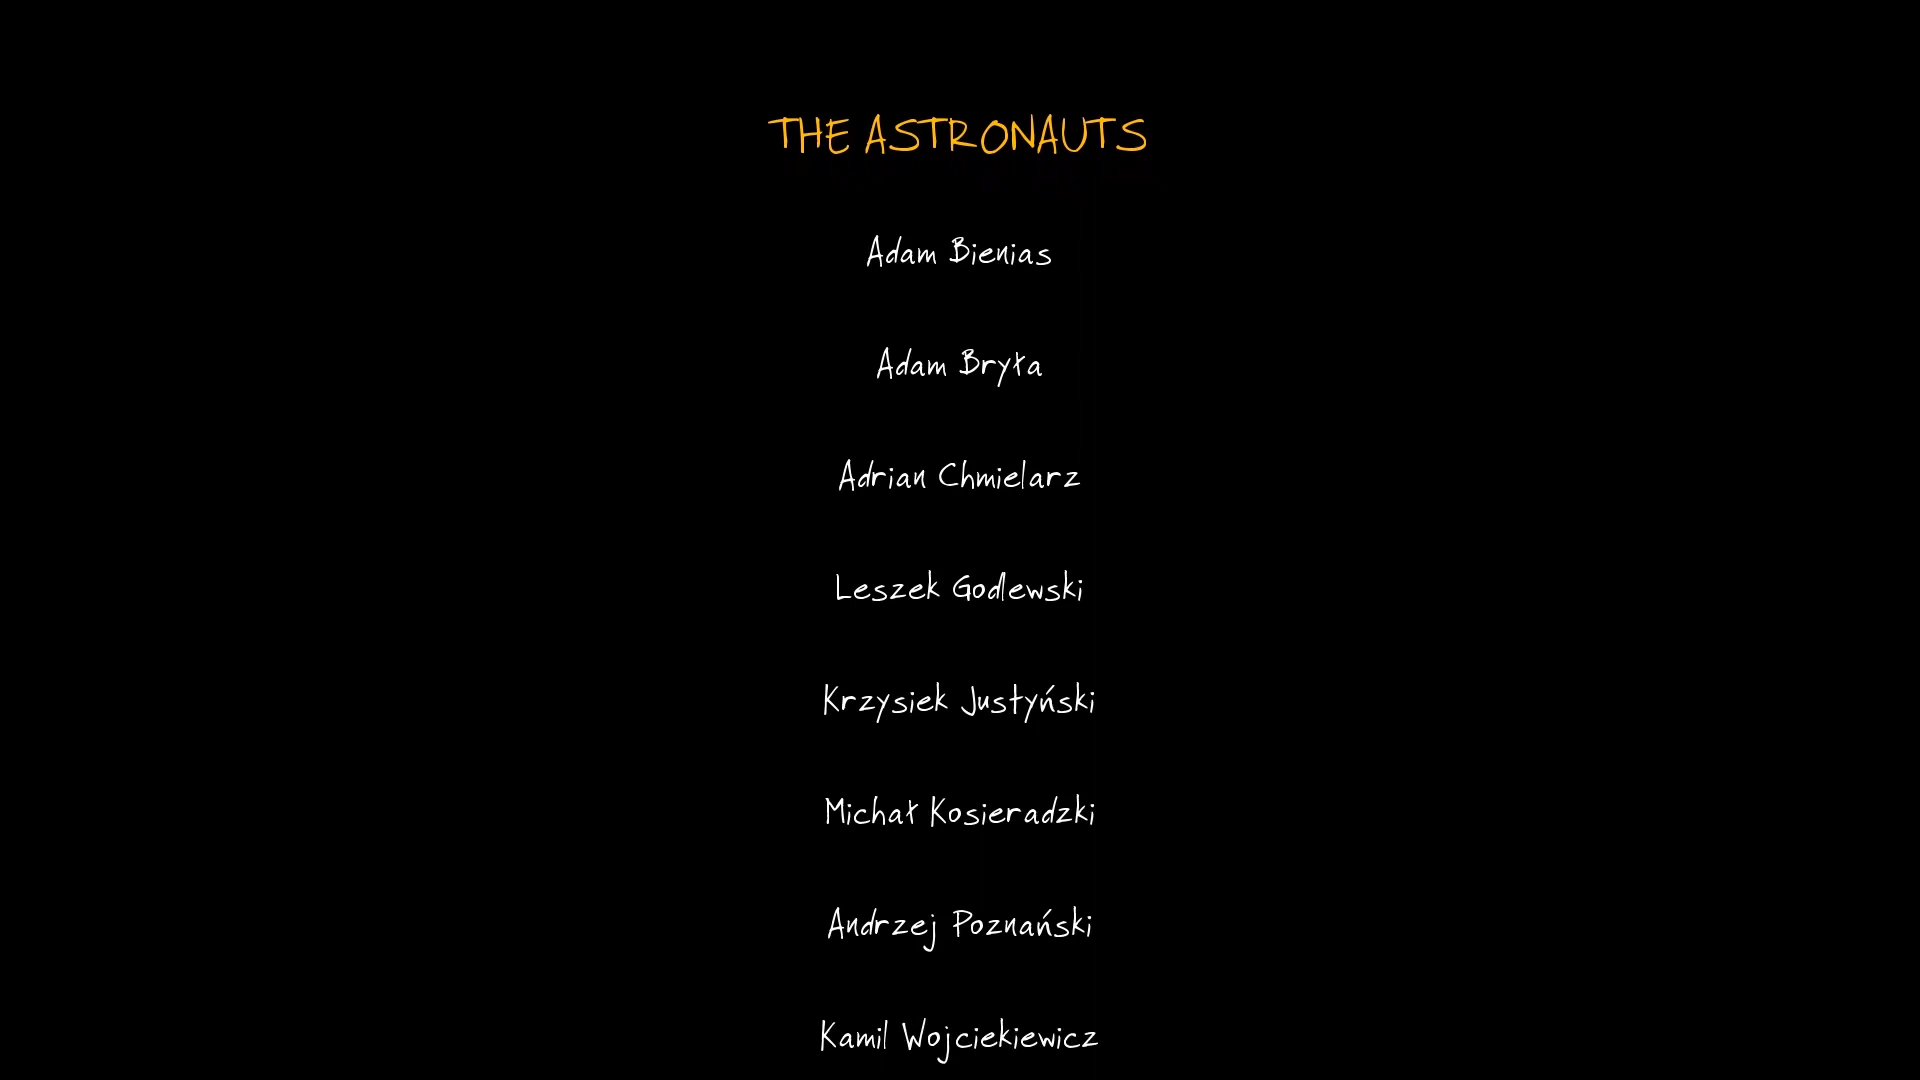 THE ASTRONAUTS
Adam Bienias
Adam Bryła
Adrian Chmielarz
Leszek Godlewski
Krzysiek Justyński
Michał Kosieradzki
Andrzej Poznański
Kamil Wojciekiewicz